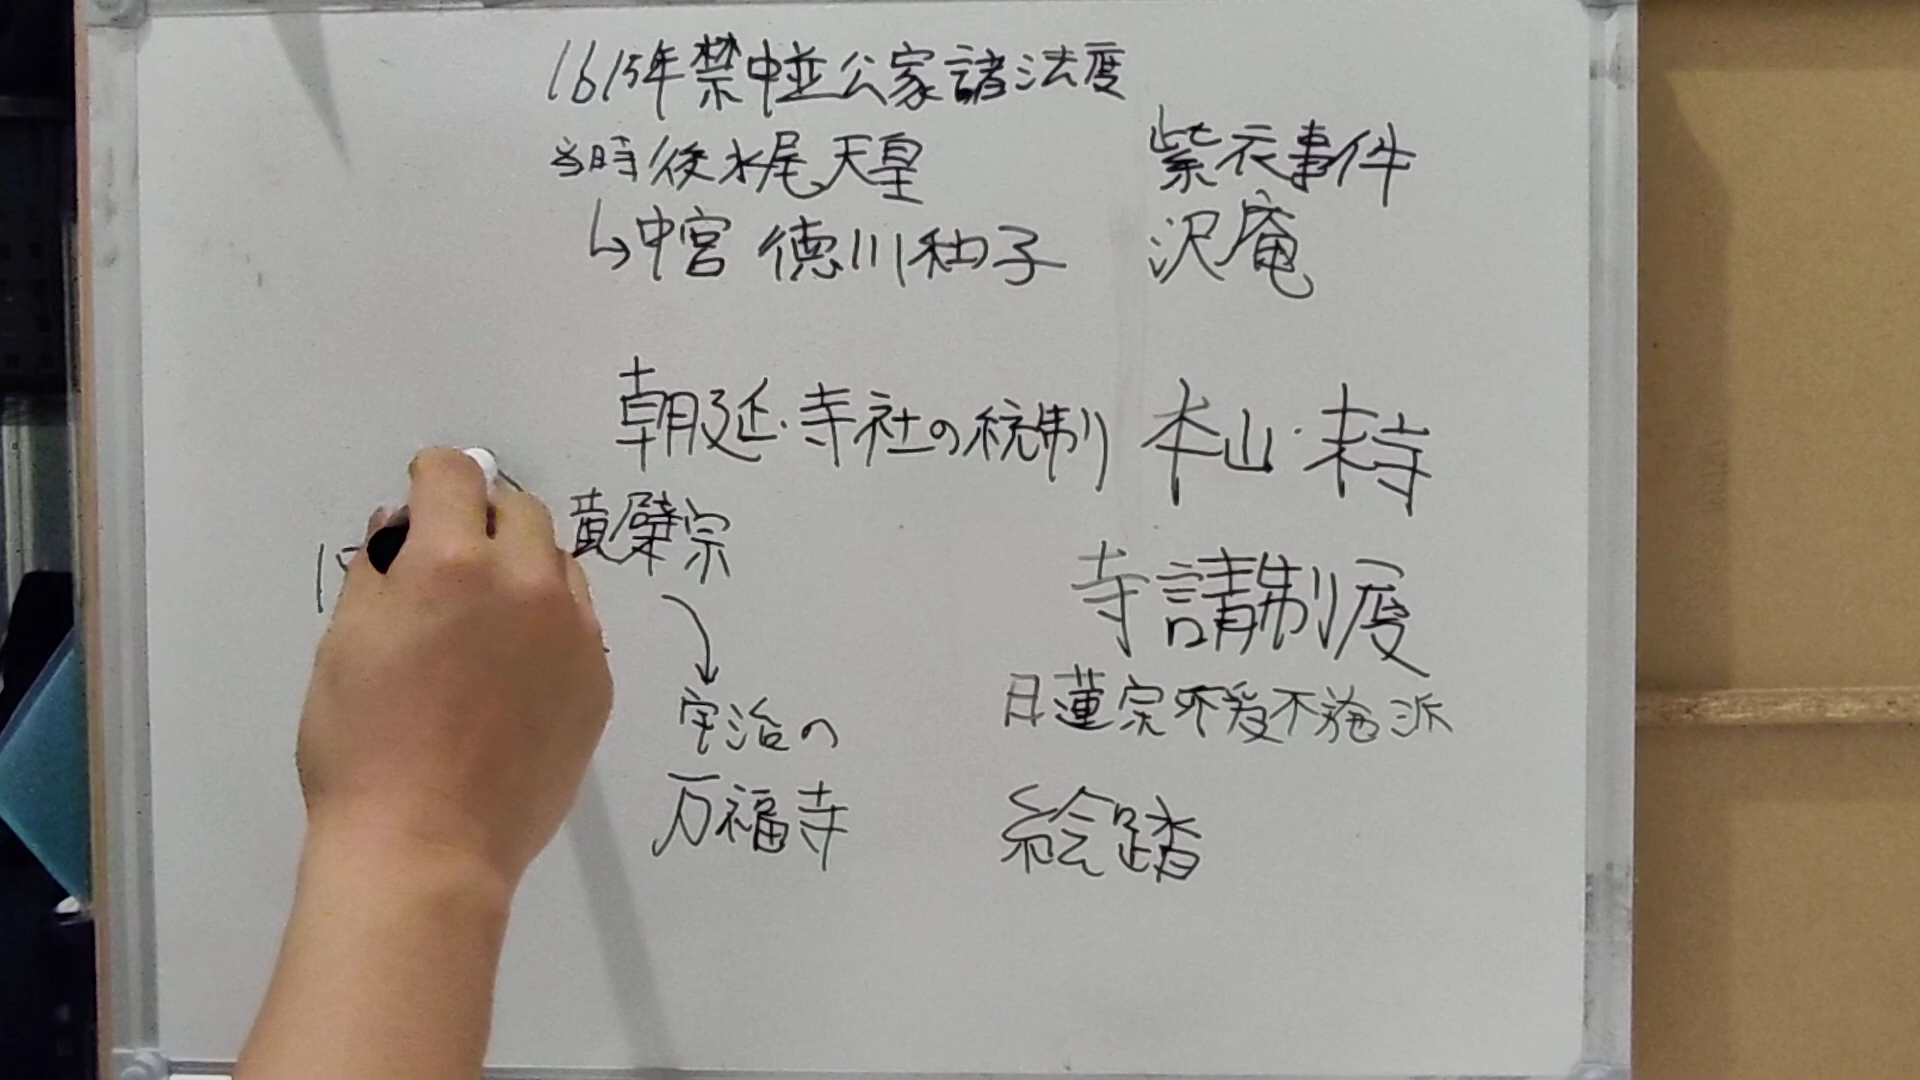 1615年禁中並公家諸法度
当時後水尾天皇
↳中宮 徳川和子
紫衣事件
沢庵
朝廷·寺社の統制
本山·末寺
黄檗宗
宇治の
万福寺
寺請制度
日蓮宗不受不施派
絵踏